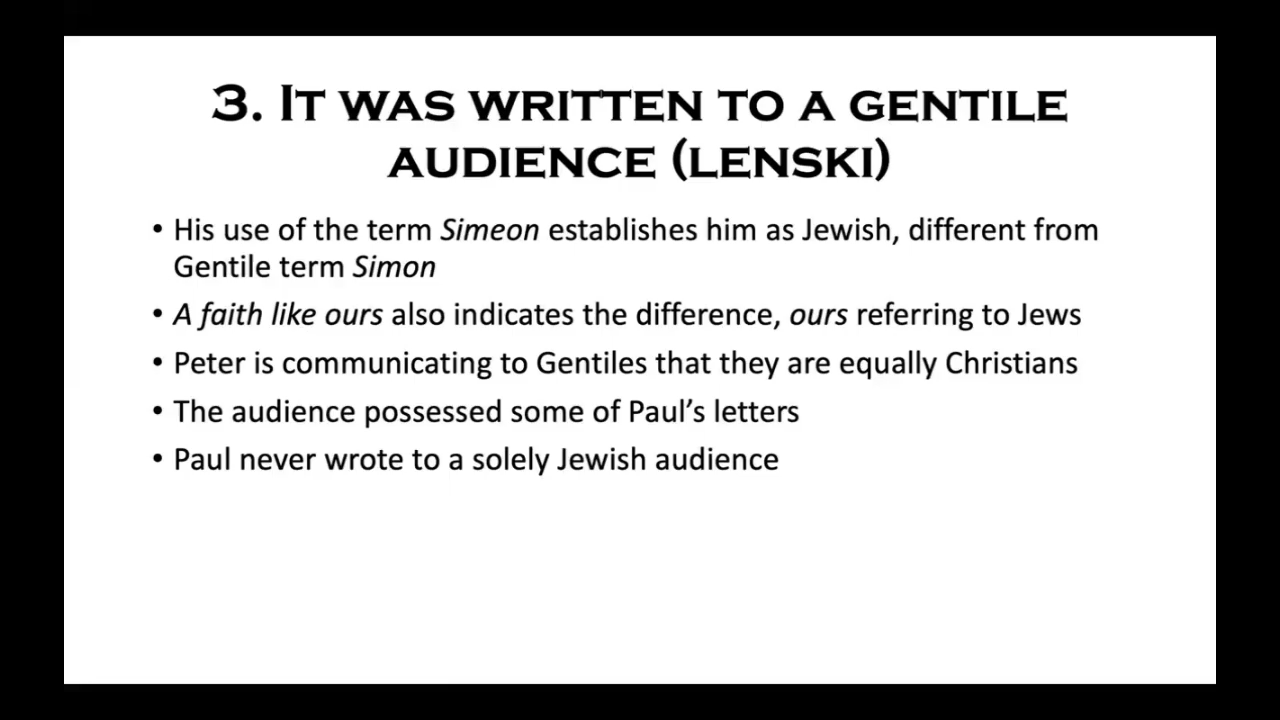 3. IT WAS WRITTEN TO A GENTILE
AUDIENCE (LENSKI)
• His use of the term Simeon establishes him as Jewish, different from
Gentile term Simon
• A faith like ours also indicates the difference, ours referring to Jews
• Peter is communicating to Gentiles that they are equally Christians
• The audience possessed some of Paul’s letters
• Paul never wrote to a solely Jewish audience